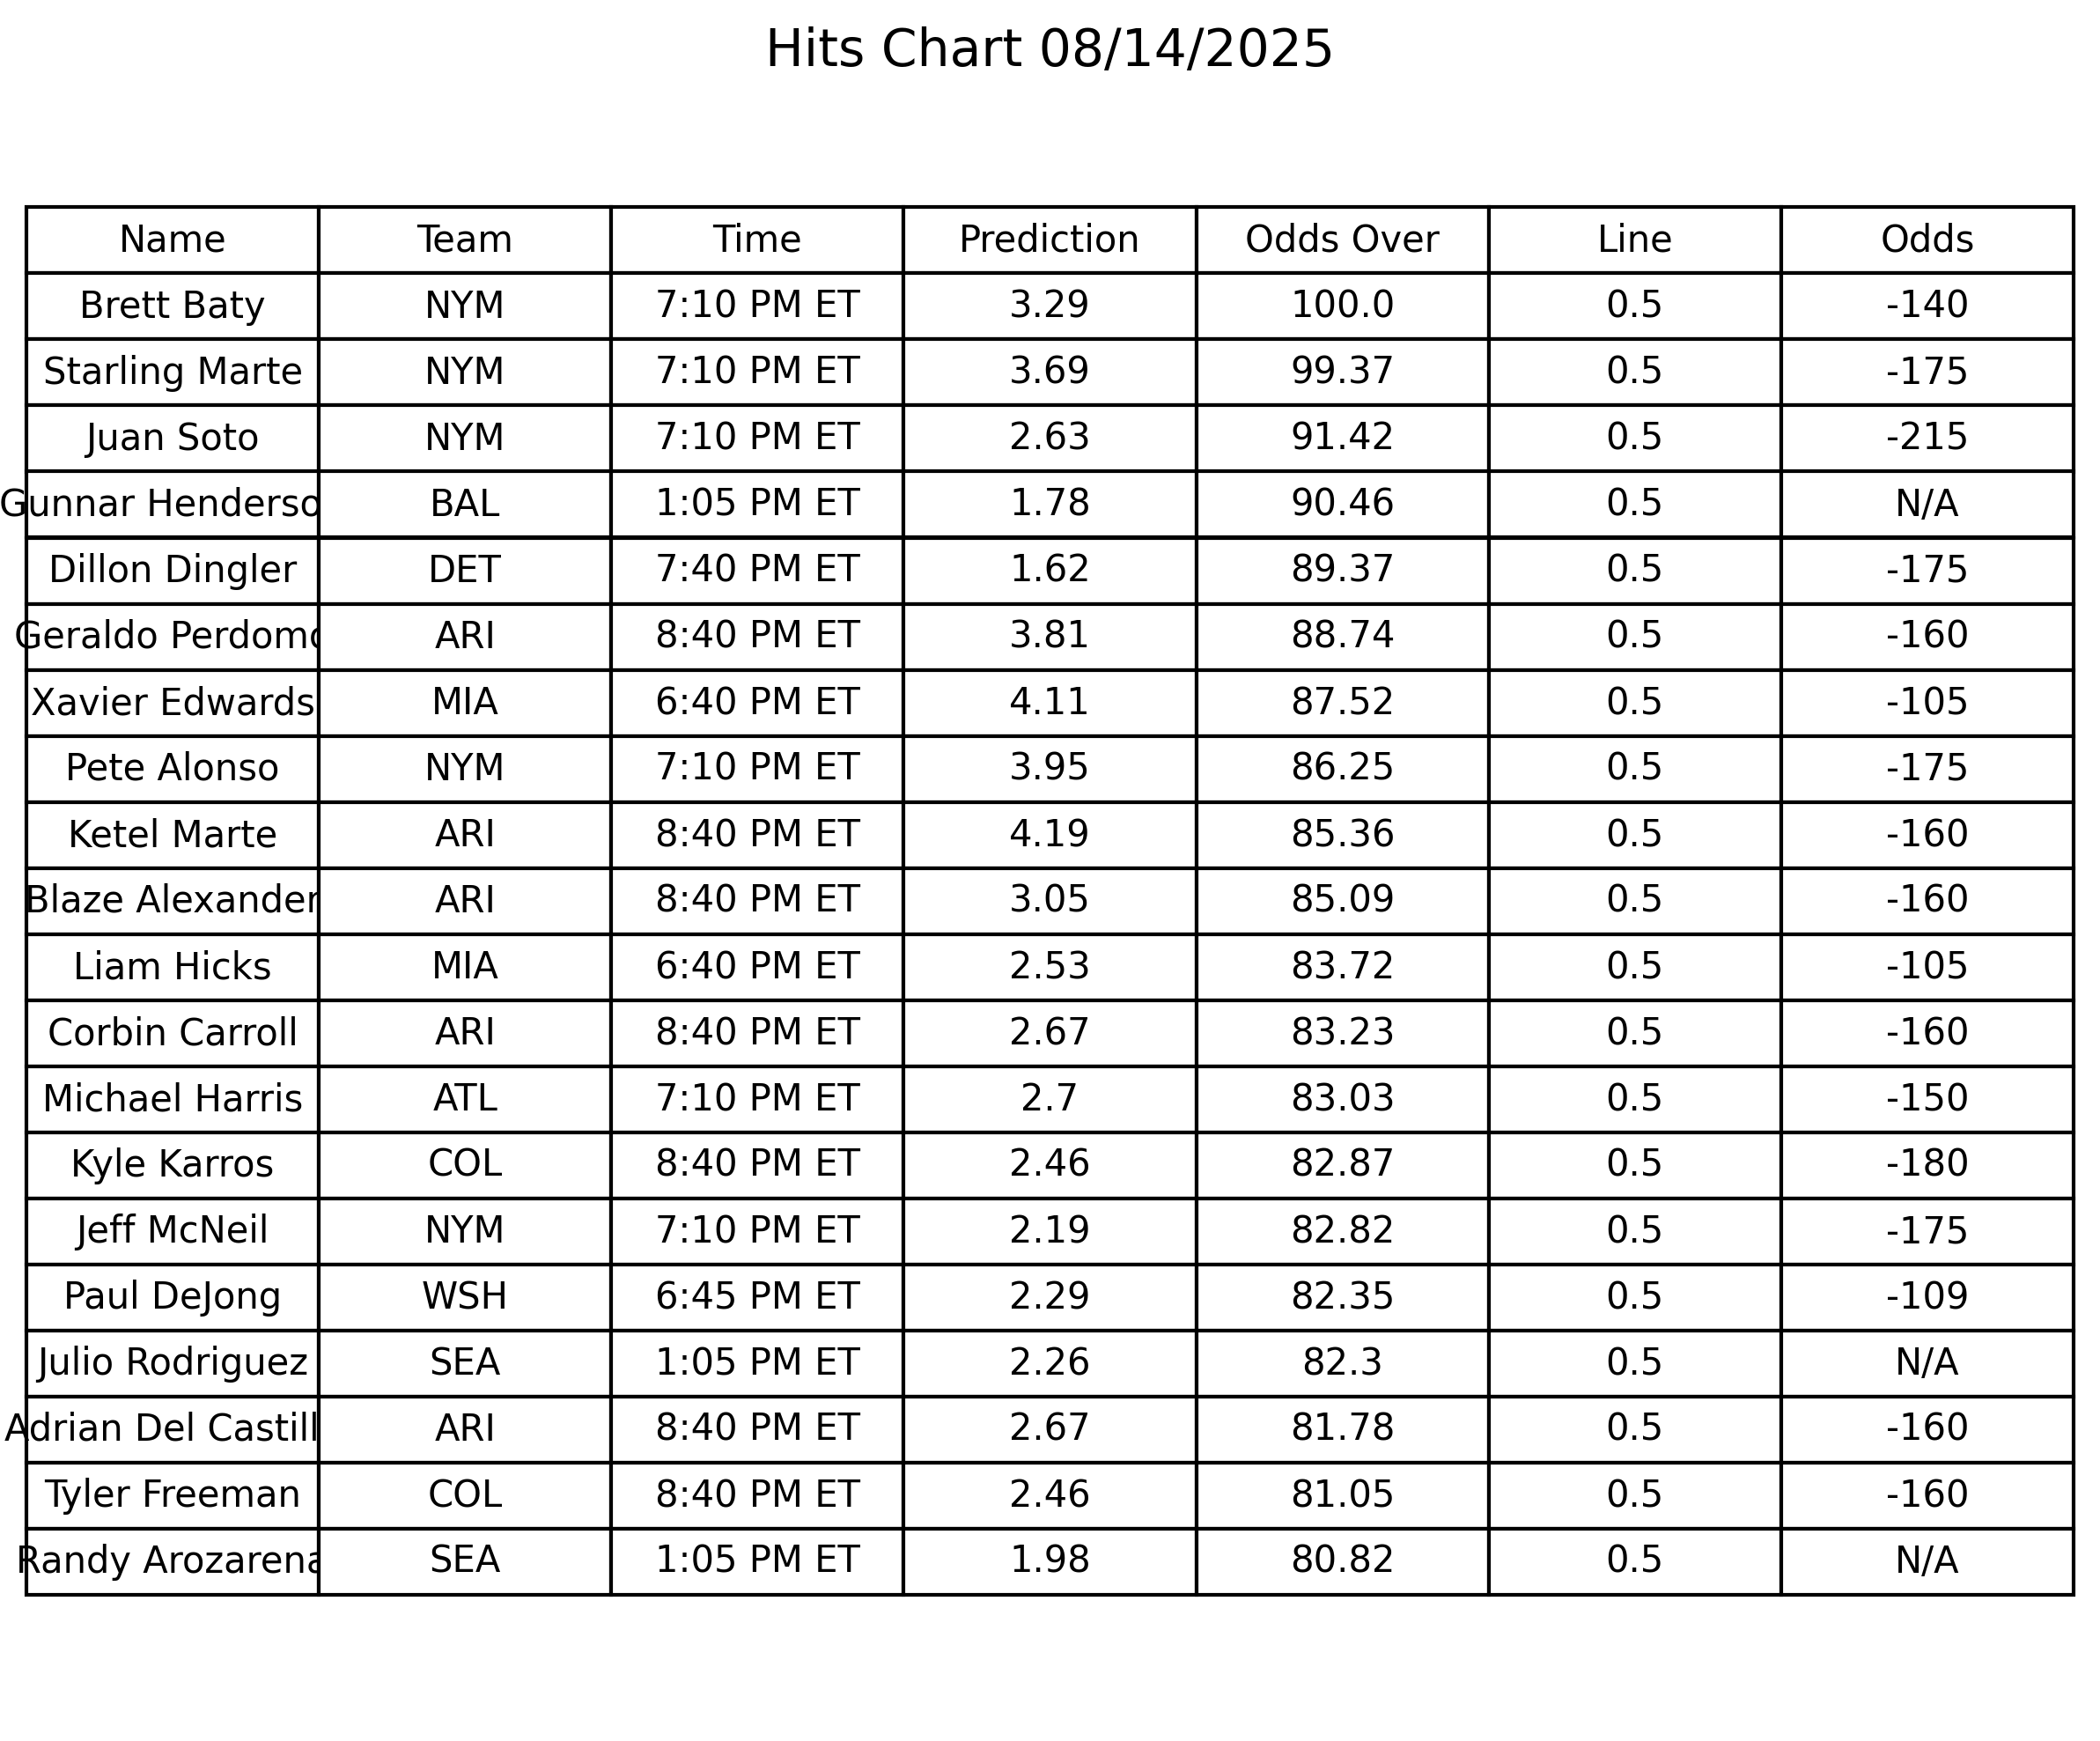 Hits Chart 08/14/2025
Name Team Time Prediction Odds Over Line Odds
Brett Baty NYM 7:10 PM ET 3.29 100.0 0.5 -140
Starling Marte NYM 7:10 PM ET 3.69 99.37 0.5 -175
Juan Soto NYM 7:10 PM ET 2.63 91.42 0.5 -215
Gunnar Henderso BAL 1:05 PM ET 1.78 90.46 0.5 N/A
Dillon Dingler DET 7:40 PM ET 1.62 89.37 0.5 -175
Geraldo Perdomo ARI 8:40 PM ET 3.81 88.74 0.5 -160
Xavier Edwards MIA 6:40 PM ET 4.11 87.52 0.5 -105
Pete Alonso NYM 7:10 PM ET 3.95 86.25 0.5 -175
Ketel Marte ARI 8:40 PM ET 4.19 85.36 0.5 -160
Blaze Alexander ARI 8:40 PM ET 3.05 85.09 0.5 -160
Liam Hicks MIA 6:40 PM ET 2.53 83.72 0.5 -105
Corbin Carroll ARI 8:40 PM ET 2.67 83.23 0.5 -160
Michael Harris ATL 7:10 PM ET 2.7 83.03 0.5 -150
Kyle Karros COL 8:40 PM ET 2.46 82.87 0.5 -180
Jeff McNeil NYM 7:10 PM ET 2.19 82.82 0.5 -175
Paul DeJong WSH 6:45 PM ET 2.29 82.35 0.5 -109
Julio Rodriguez SEA 1:05 PM ET 2.26 82.3 0.5 N/A
Adrian Del Castill ARI 8:40 PM ET 2.67 81.78 0.5 -160
Tyler Freeman COL 8:40 PM ET 2.46 81.05 0.5 -160
Randy Arozarena SEA 1:05 PM ET 1.98 80.82 0.5 N/A